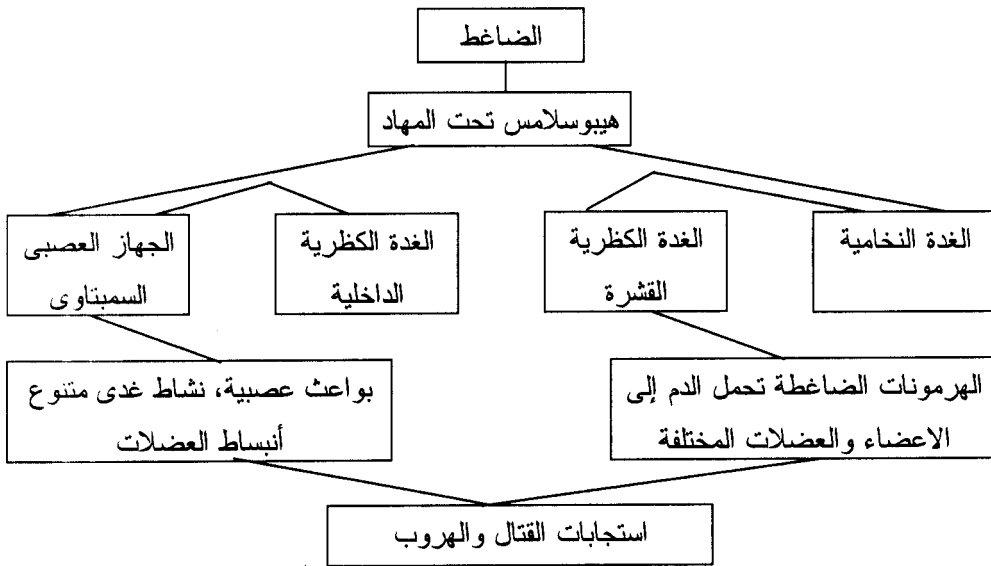 الضاغط
هيبوسلامس تحت المهاد
الغدة النخامية
الغدة الكظرية
القشرة
الغدة الكظرية
الداخلية
الجهاز العصبى
السمبتاوى
الهرمونات الضاغطة تحمل الدم إلى
الاعضاء والعضلات المختلفة
بواعث عصبية، نشاط غدى متنوع
أنبساط العضلات
استجابات القتال والهروب